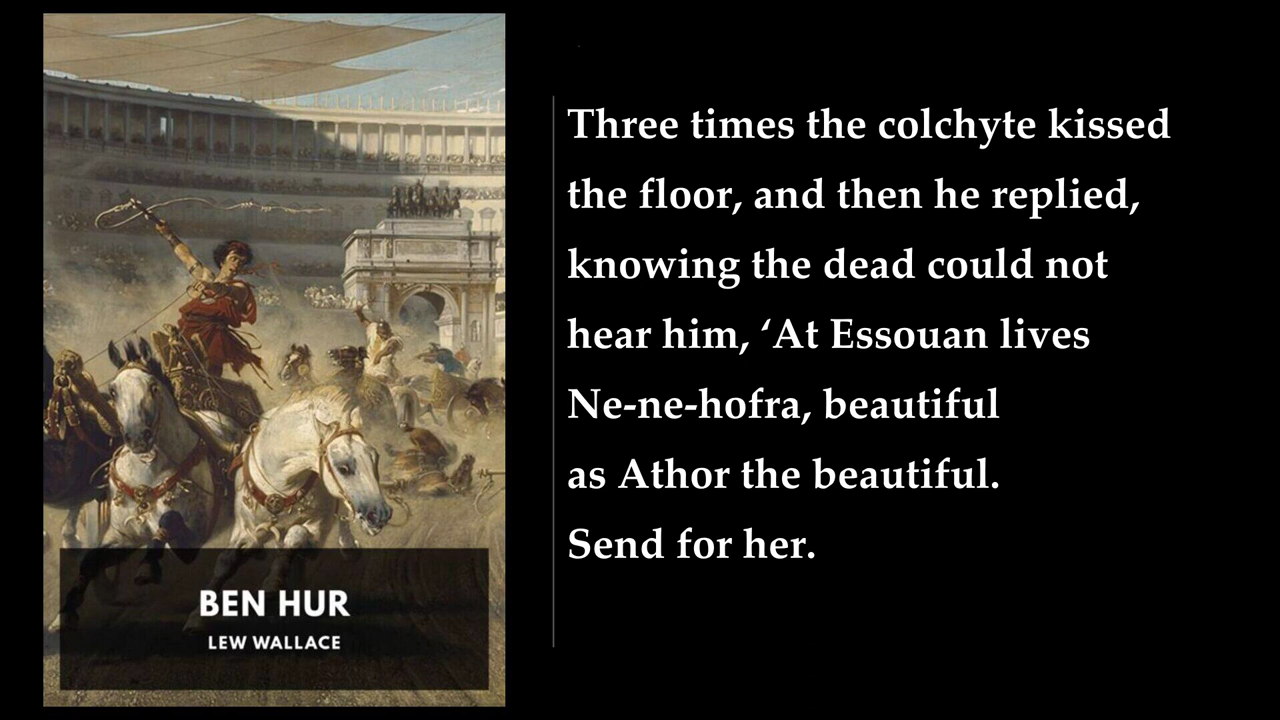 BEN HUR
LEW WALLACE
Three times the colchyte kissed
the floor, and then he replied,
knowing the dead could not
hear him, ‘At Essouan lives
Ne-ne-hofra, beautiful
as Athor the beautiful.
Send for her.